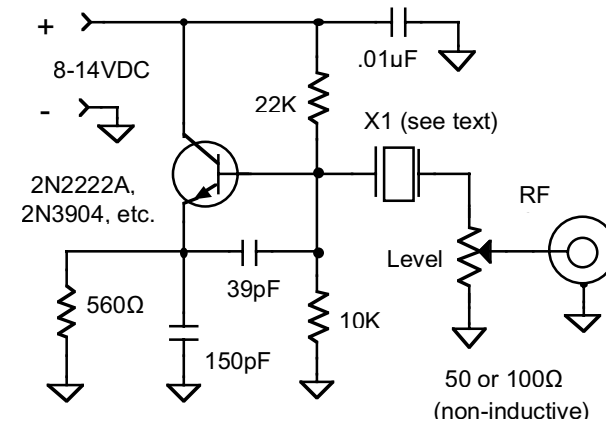 +
.01µF
8-14VDC
22K
X1 (see text)
-
2N2222A,
2N3904, etc.
RF
Level
39pF
560Ω
10K
150pF
50 or 100Ω
(non-inductive)